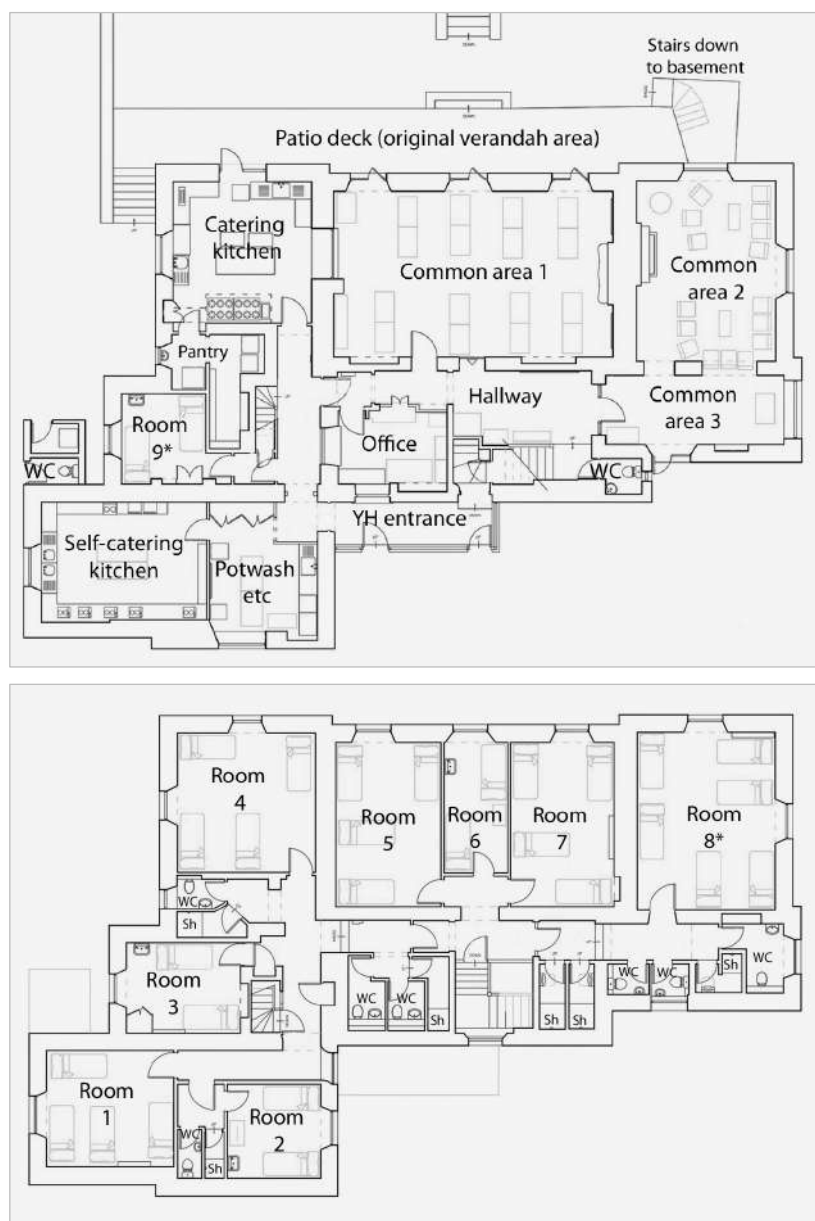 Stairs down
to basement
Patio deck (original verandah area)
Catering
kitchen
Common area 1
Common
area 2
Pantry
Hallway
Common
area 3
Room
9*
Office
WC
WC
YH entrance
Self-catering
kitchen
Potwash
etc
Room
4
Room
5
Room
6
Room
7
Room
8*
WC
Sh
Room
3
WC
WC
Sh
Sh
Sh
WC
WC
Sh
WC
Room
1
WC
Sh
Room
2